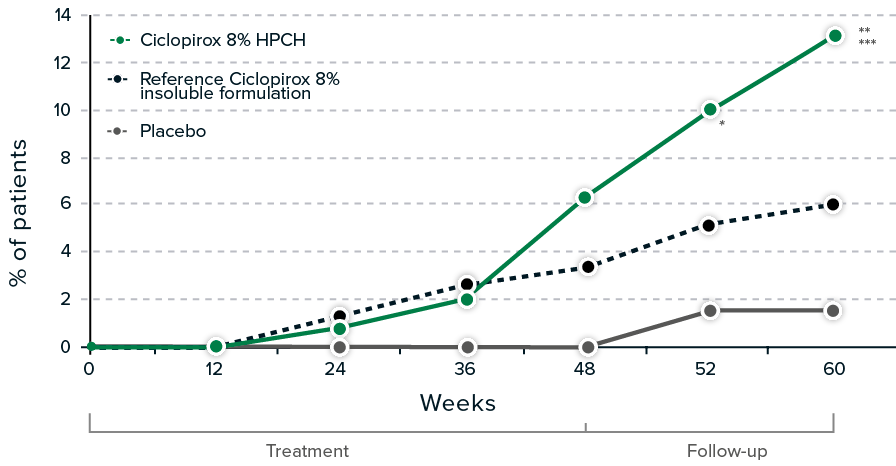 14
12
10
8
6
4
2
0
% of patients
Ciclopirox 8% HPCH
Reference Ciclopirox 8%
insoluble formulation
Placebo
**
***
*
0 12 24 36 48 52 60
Weeks
Treatment Follow-up